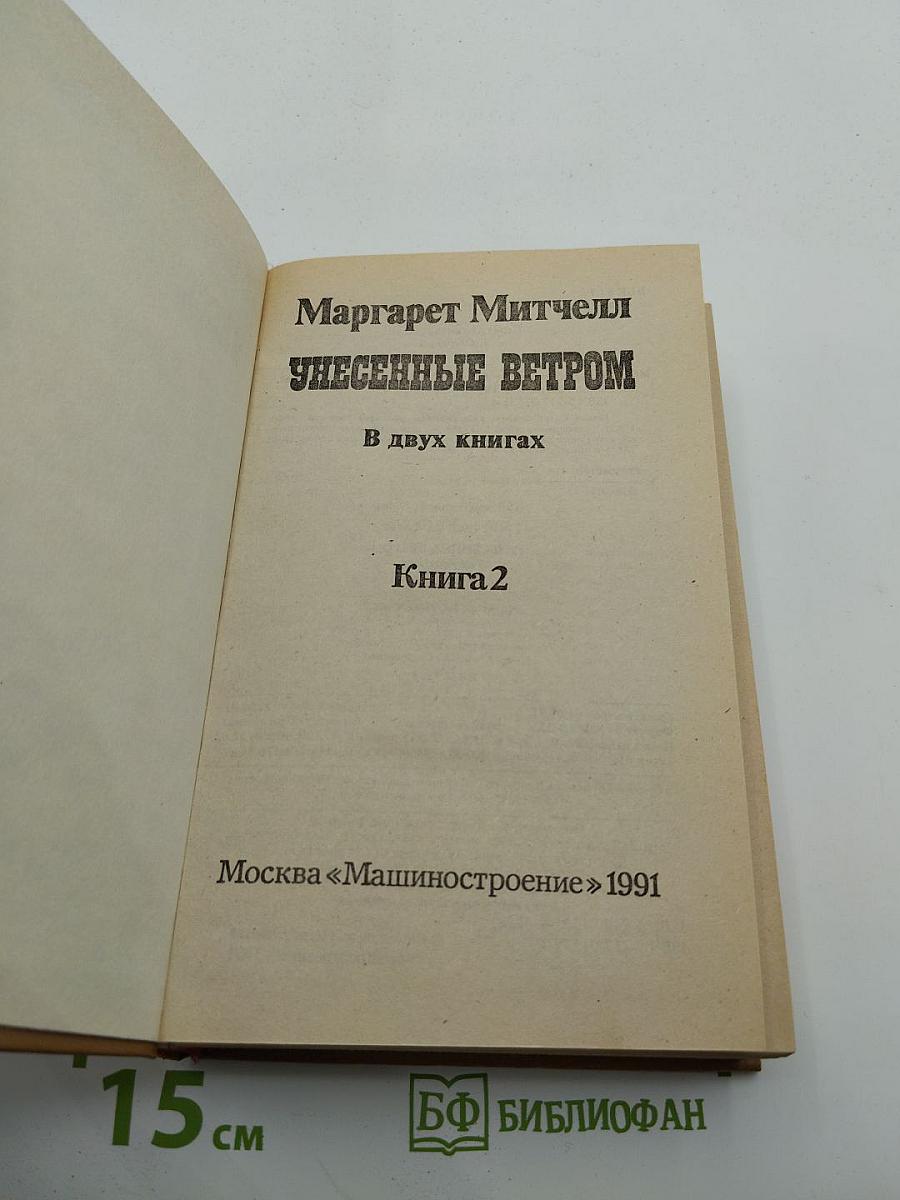 Маргарет Митчелл
УНЕСЕННЫЕ ВЕТРОМ
В двух книгах
Книга 2
Москва «Машиностроение» 1991
15 см
БФ БИБЛИОФАН